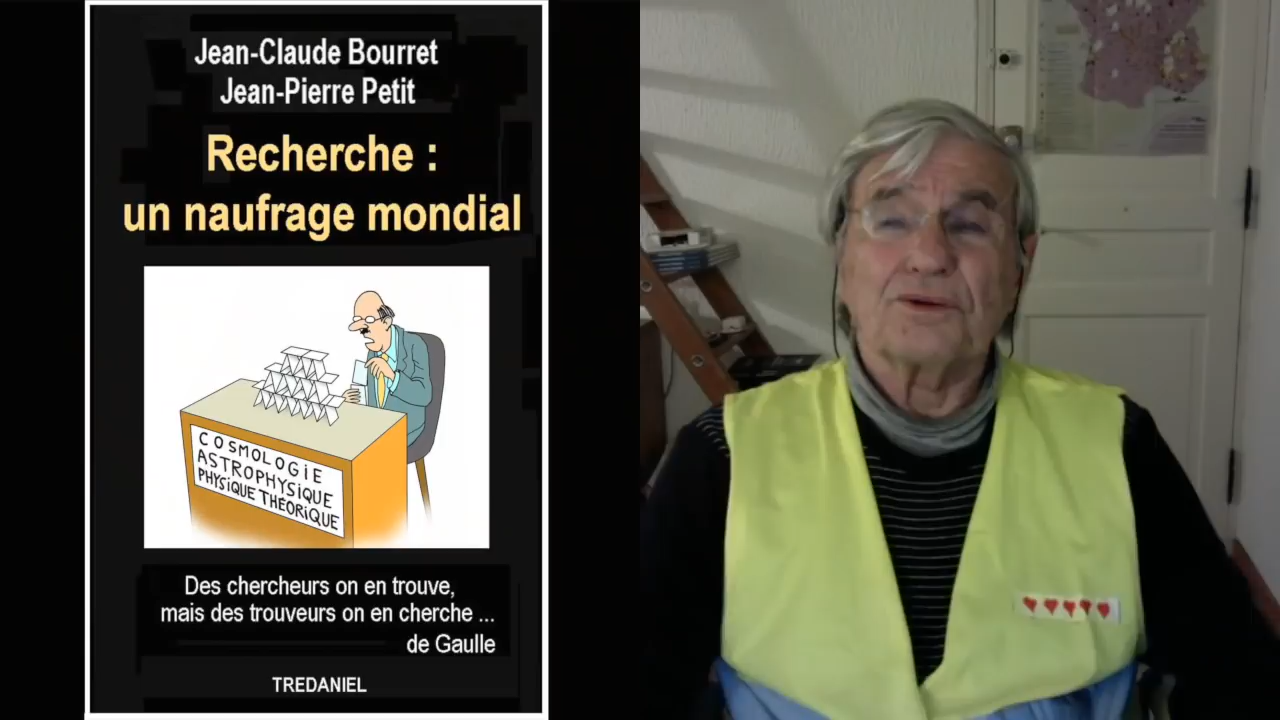 Jean-Claude Bourret
Jean-Pierre Petit
Recherche :
un naufrage mondial
COSMOLOGIE
ASTROPHYSIQUE
PHYSIQUE THÉORIQUE
Des chercheurs on en trouve,
mais des trouveurs on en cherche ...
de Gaulle
TREDANIEL